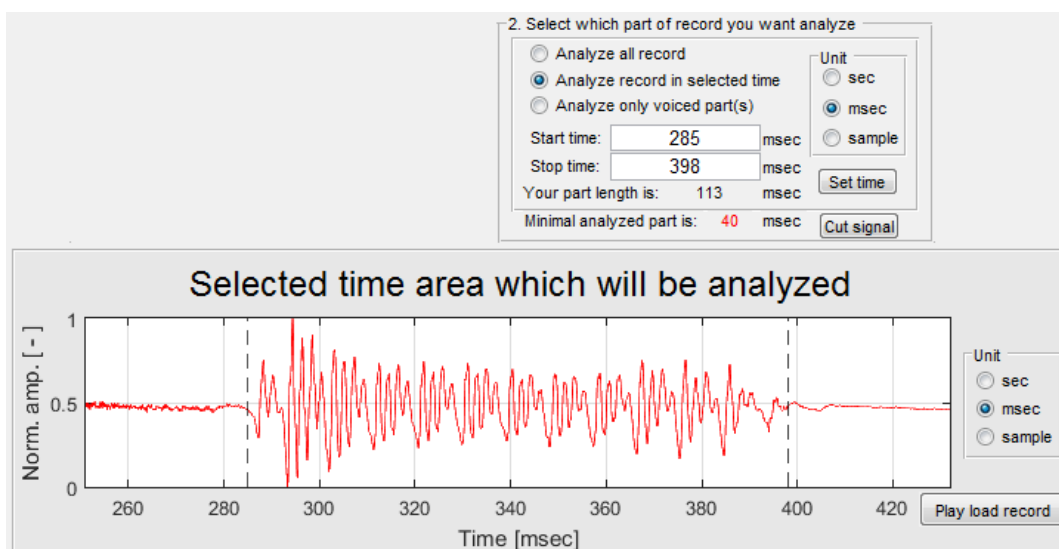 2. Select which part of record you want analyze
Analyze all record
Analyze record in selected time
Analyze only voiced part(s)
Unit
sec
msec
sample
Start time: 285 msec
Stop time: 398 msec
Your part length is: 113 msec
Set time
Minimal analyzed part is: 40 msec
Cut signal
Selected time area which will be analyzed
Norm. amp. [ - ]
1
0.5
0
260 280 300 320 340 360 380 400 420
Time [msec]
Unit
sec
msec
sample
Play load record